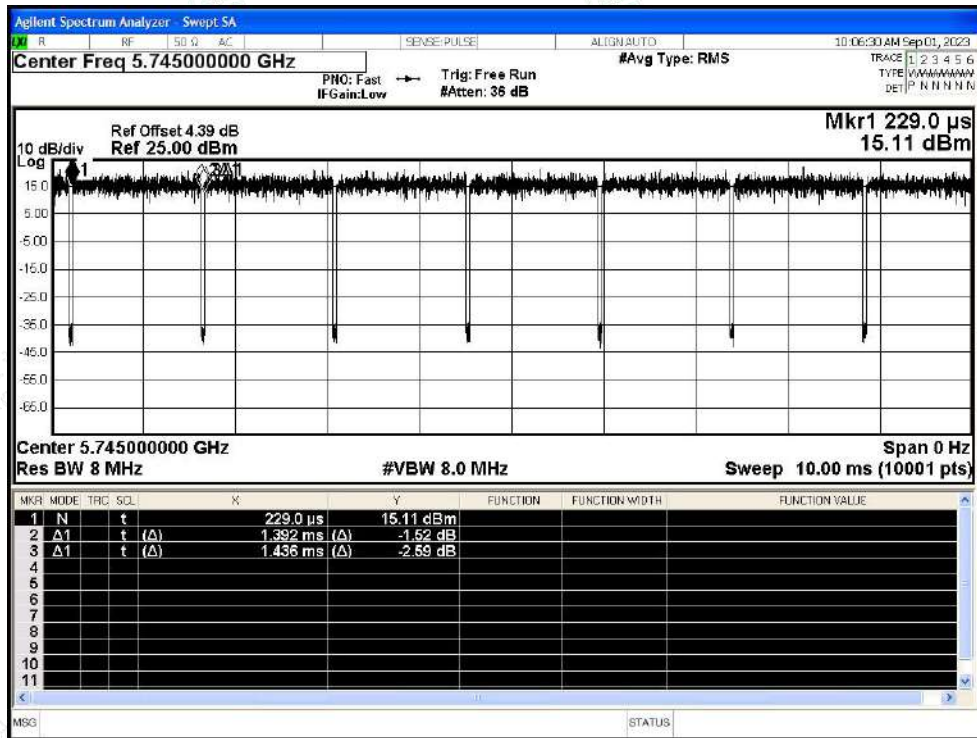 Agilent Spectrum Analyzer - Swept SA
LXI R RF 50 Ω AC SENSE:PULSE ALIGNAUTO 10:06:30 AM Sep 01, 2023
Center Freq 5.745000000 GHz #Avg Type: RMS TRACE 1 2 3 4 5 6
PNO: Fast Trig: Free Run TYPE
IFGain:Low #Atten: 36 dB DET P N N N N N
Mkr1 229.0 µs
Ref Offset 4.39 dB
10 dB/div Ref 25.00 dBm 15.11 dBm
Log
1
15.0
5.00
-5.00
-15.0
-25.0
-35.0
-45.0
-55.0
-65.0
Center 5.745000000 GHz Span 0 Hz
Res BW 8 MHz #VBW 8.0 MHz Sweep 10.00 ms (10001 pts)
MKR MODE TRC SCL X Y FUNCTION FUNCTION WIDTH FUNCTION VALUE
1 N t 229.0 µs 15.11 dBm
2 Δ1 t (Δ) 1.392 ms (Δ) -1.52 dB
3 Δ1 t (Δ) 1.436 ms (Δ) -2.59 dB
4
5
6
7
8
9
10
11
MSG STATUS